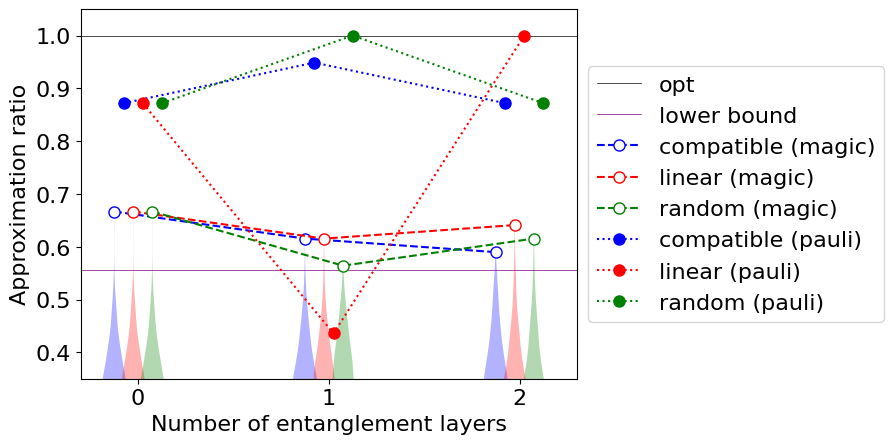 1.0
0.9
0.8
0.7
0.6
0.5
0.4
Approximation ratio
0
1
2
Number of entanglement layers
opt
lower bound
compatible (magic)
linear (magic)
random (magic)
compatible (pauli)
linear (pauli)
random (pauli)